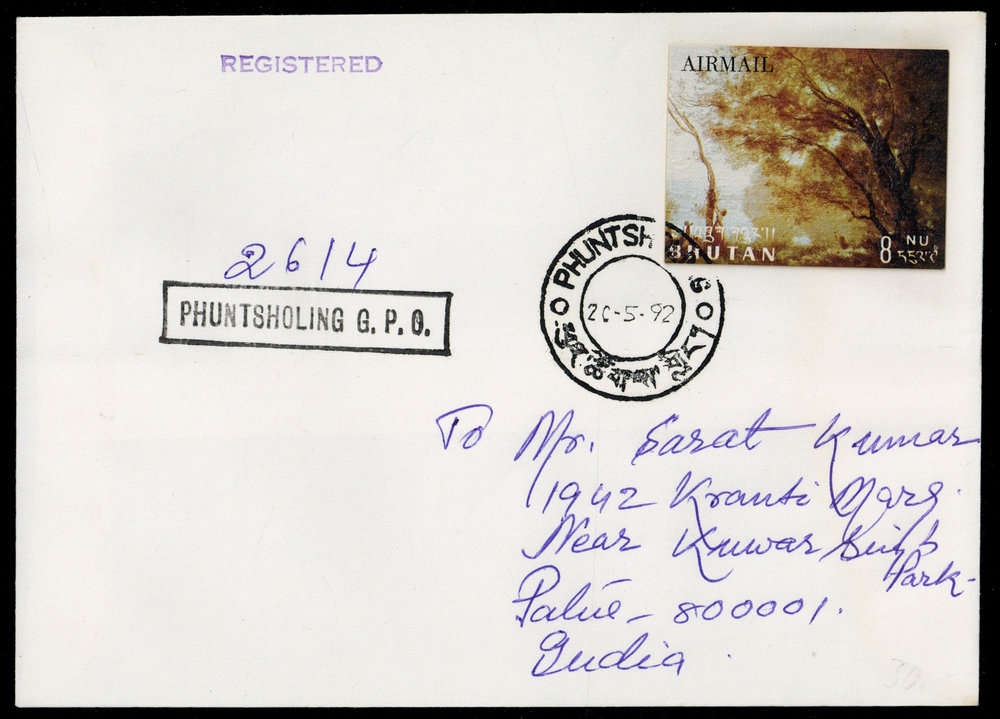 REGISTERED
AIRMAIL
BHUTAN
8 NU
2614
PHUNTSHOLING G. P. O.
20-5-92
To Mr. Sarat Kumar
1942 Kranti Marg.
Near Kunwar Singh
Park-
800001.
India.